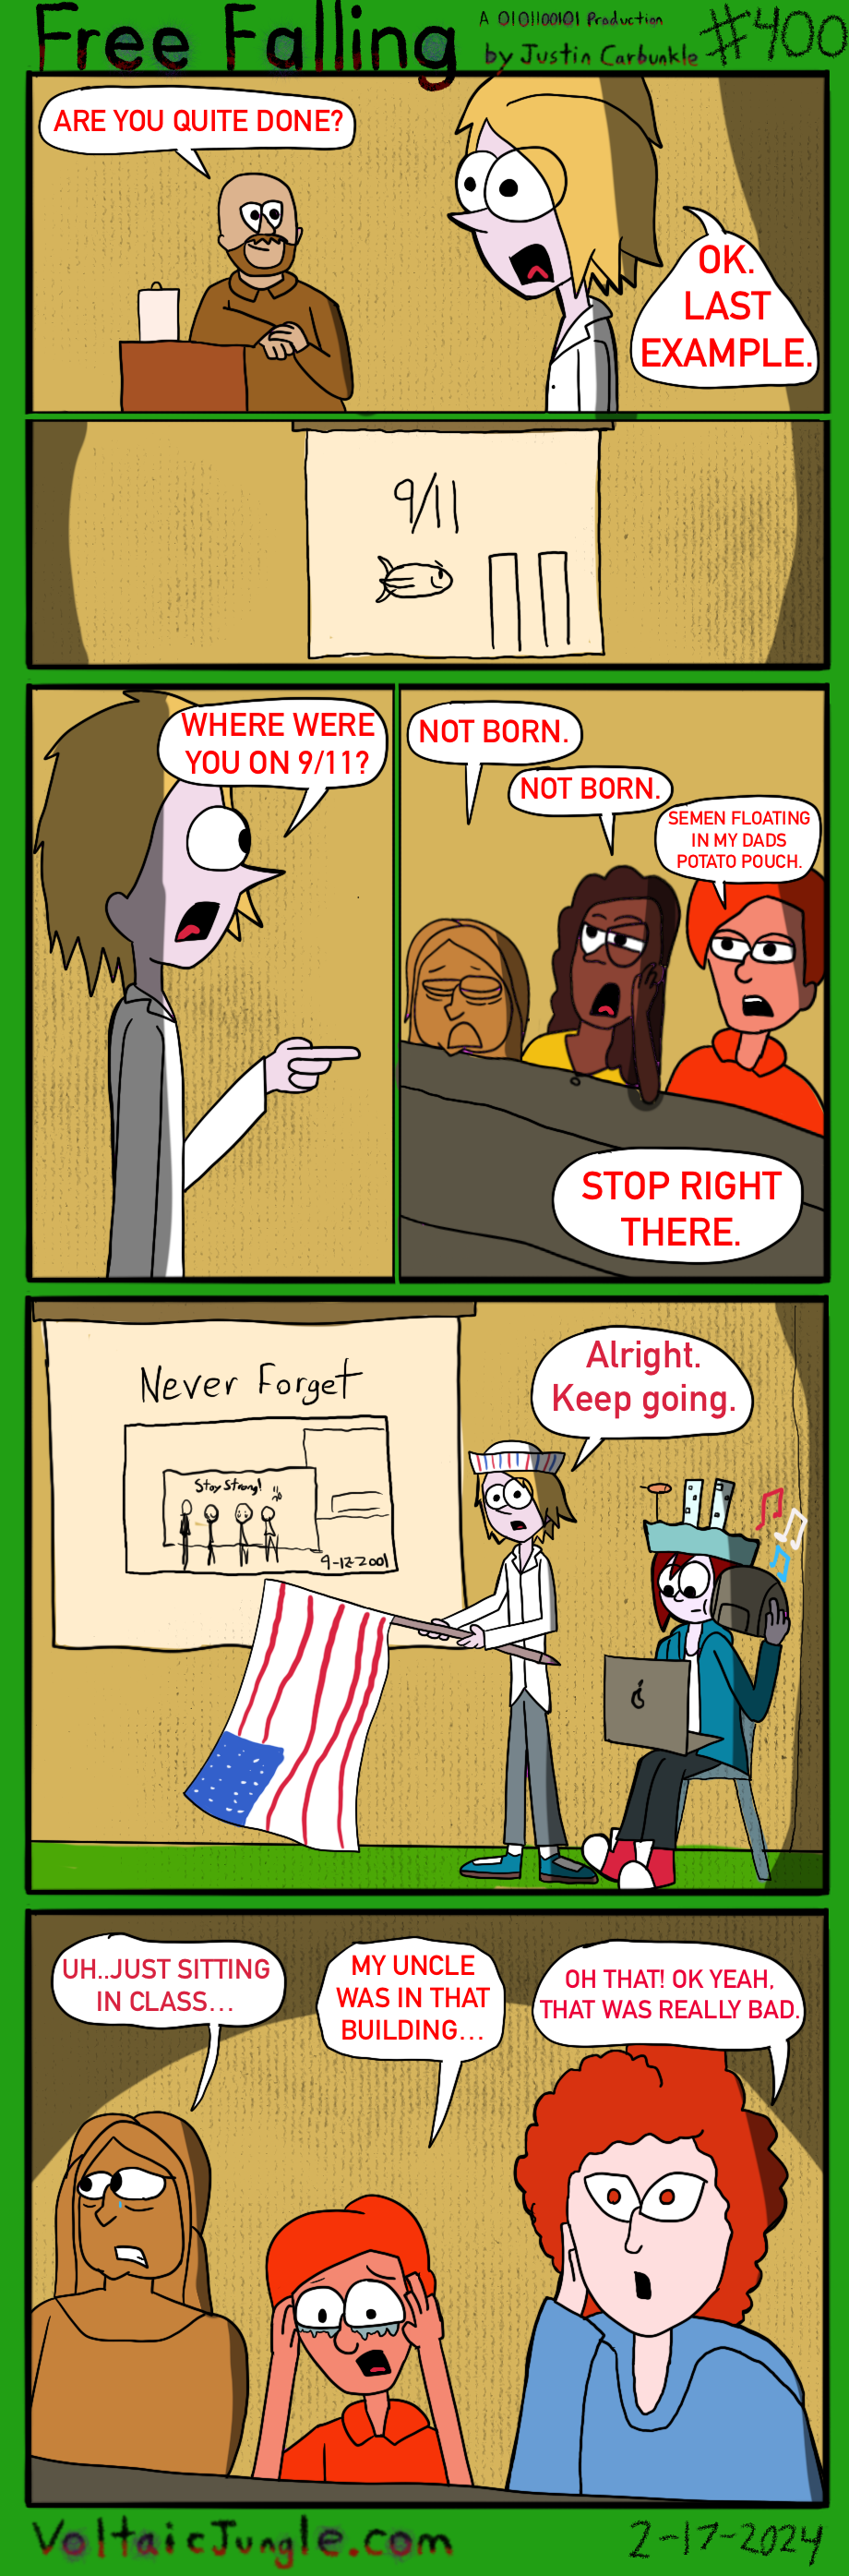 Free Falling
A 0101100101 Production
by Justin Carbunkle
#400
ARE YOU QUITE DONE?
OK.
LAST
EXAMPLE.
9/11
WHERE WERE
YOU ON 9/11?
NOT BORN.
NOT BORN.
SEMEN FLOATING
IN MY DADS
POTATO POUCH.
STOP RIGHT
THERE.
Never Forget
Stay Strong!
9-12-2001
Alright.
Keep going.
UH..JUST SITTING
IN CLASS...
MY UNCLE
WAS IN THAT
BUILDING...
OH THAT! OK YEAH,
THAT WAS REALLY BAD.
VoltaicJungle.com
2-17-2024